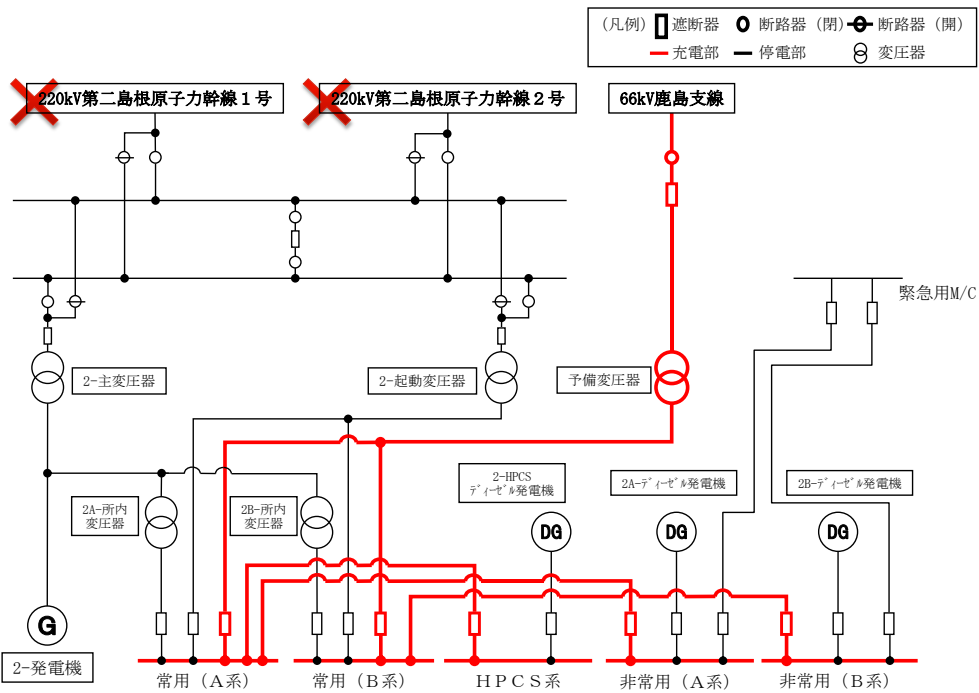 (凡例) 遮断器 断路器 (閉) 断路器 (開)
充電部 停電部 変圧器
220kV第二島根原子力幹線1号
220kV第二島根原子力幹線2号
66kV鹿島支線
緊急用M/C
2-主変圧器
2-起動変圧器
予備変圧器
2-HPCS
ﾃﾞｨｰｾﾞﾙ発電機
2A-ﾃﾞｨｰｾﾞﾙ発電機
2B-ﾃﾞｨｰｾﾞﾙ発電機
2A-所内
変圧器
2B-所内
変圧器
DG
DG
DG
G
2-発電機
常用(A系)
常用(B系)
HPCS系
非常用(A系)
非常用(B系)